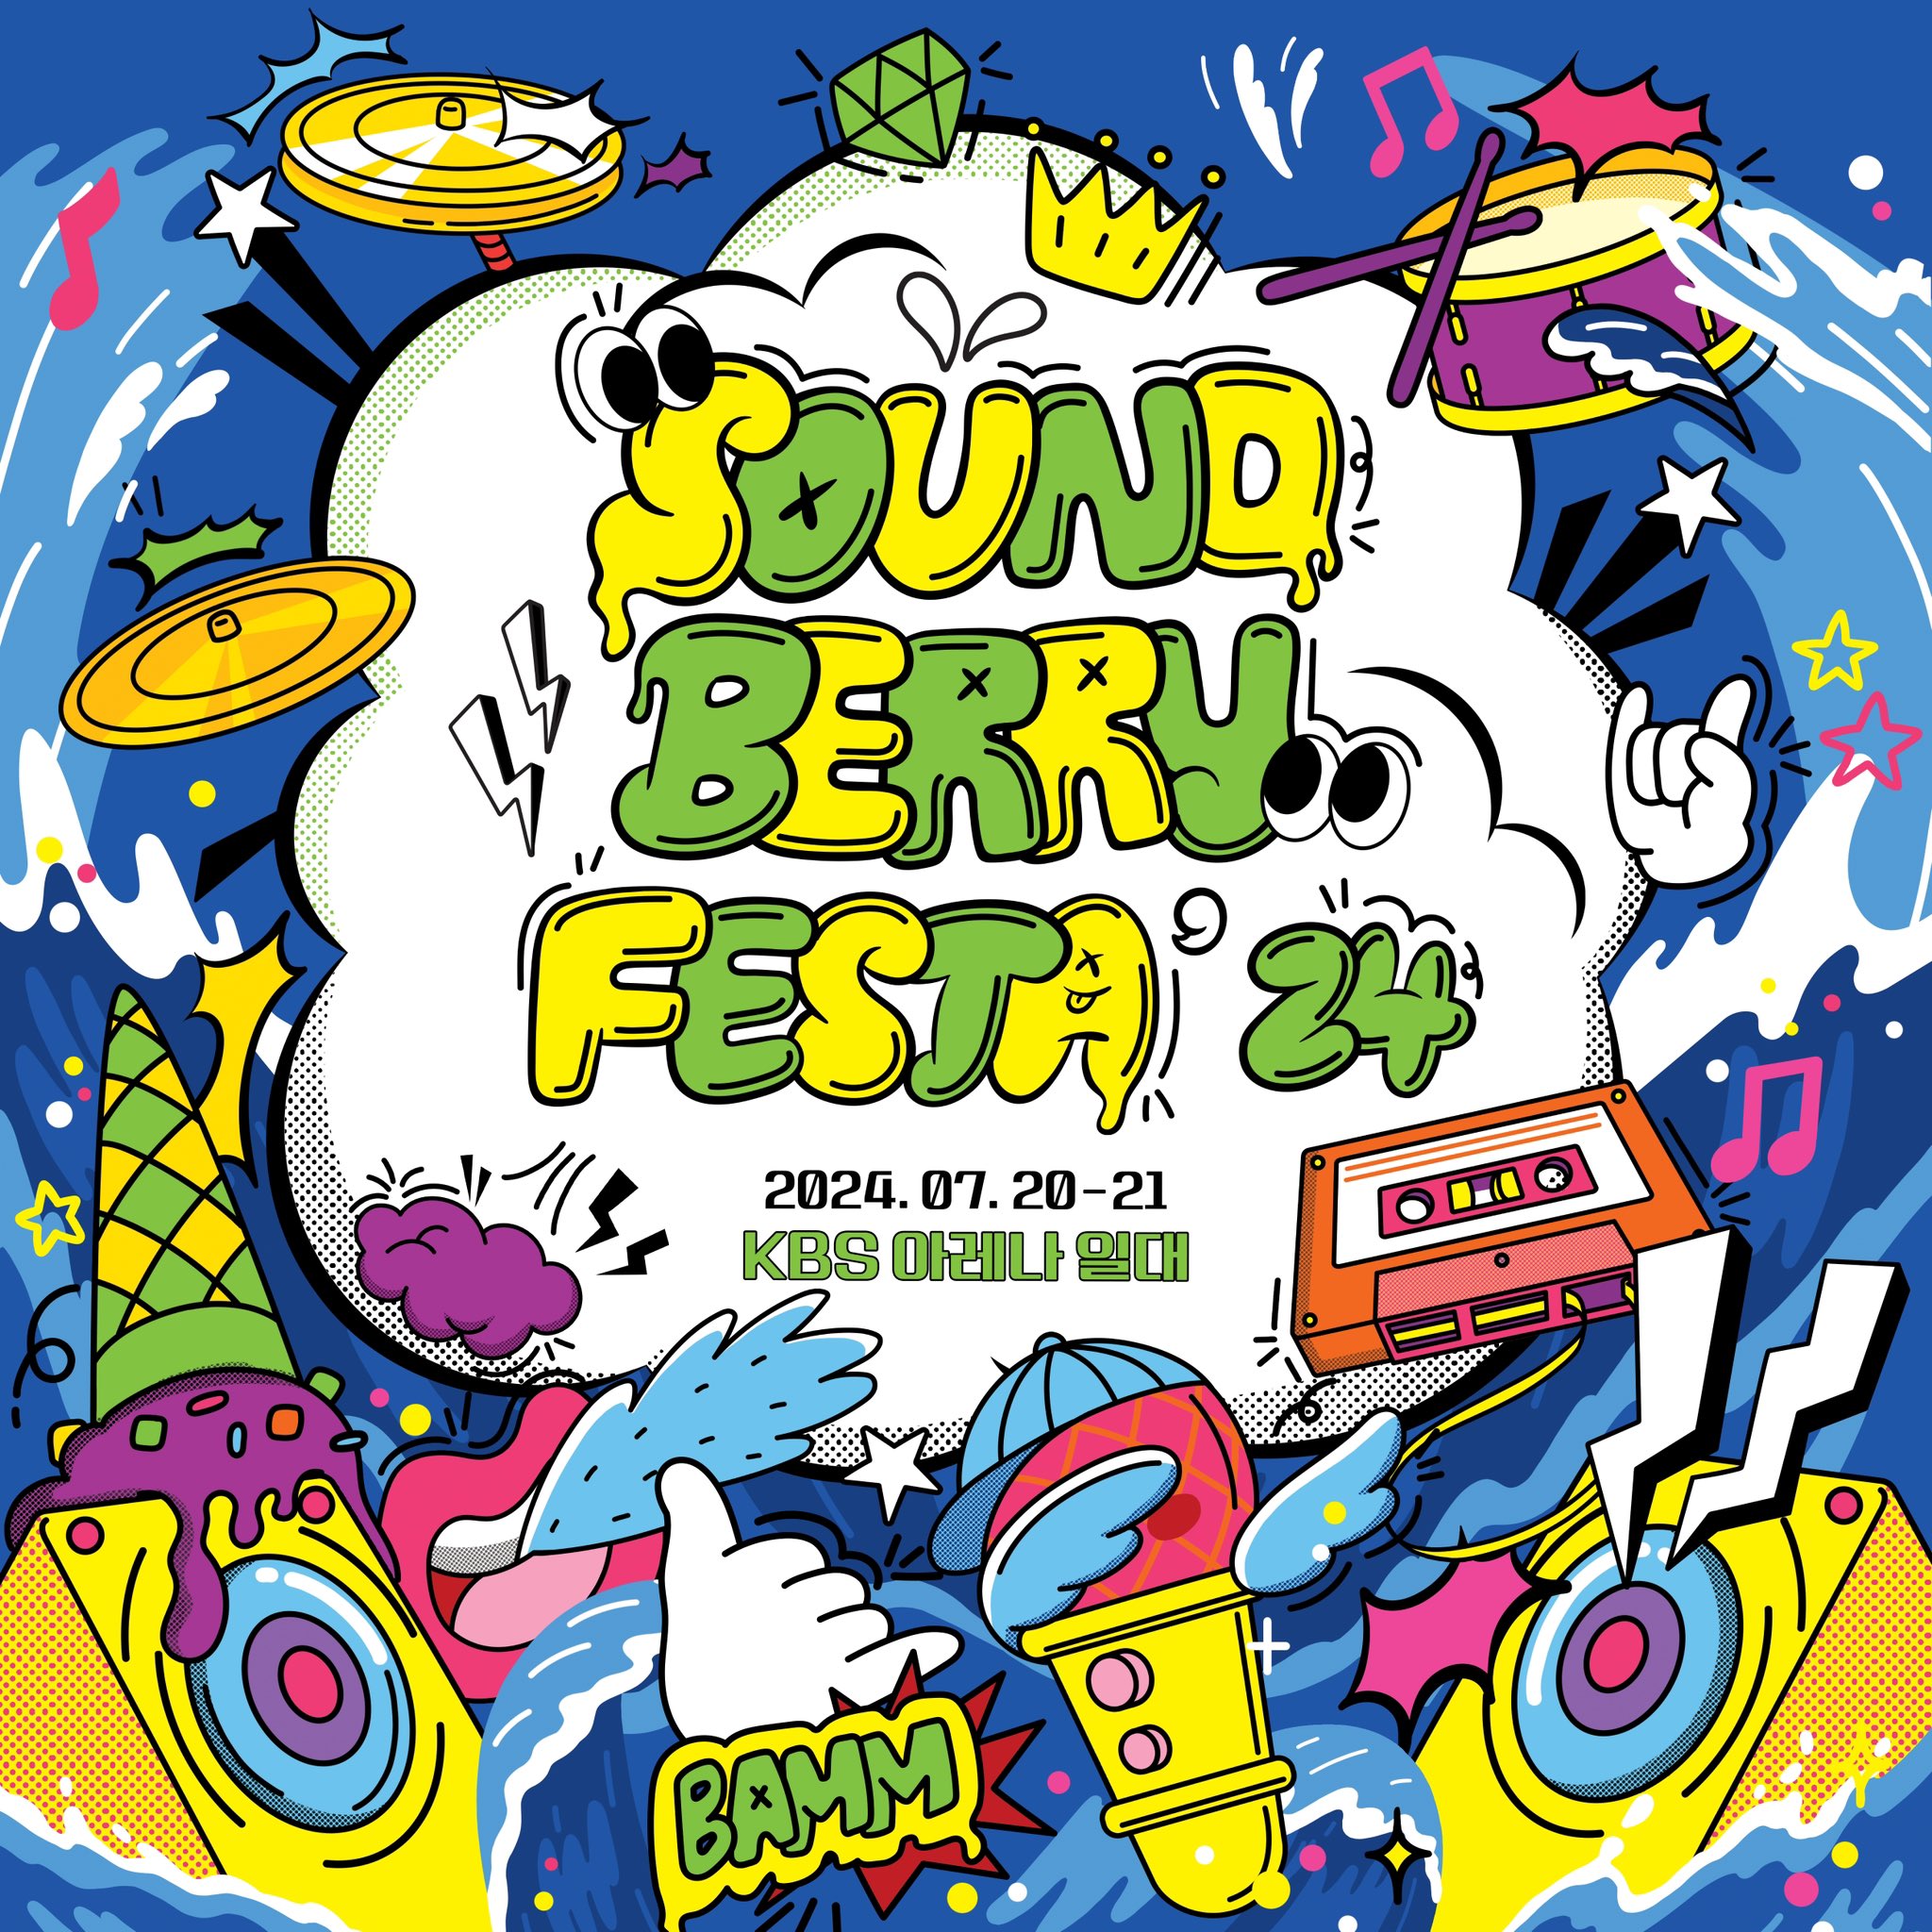 SOUND
BERRY
FESTA '24
2024. 07. 20-21
KBS 아레나 일대
BAMM